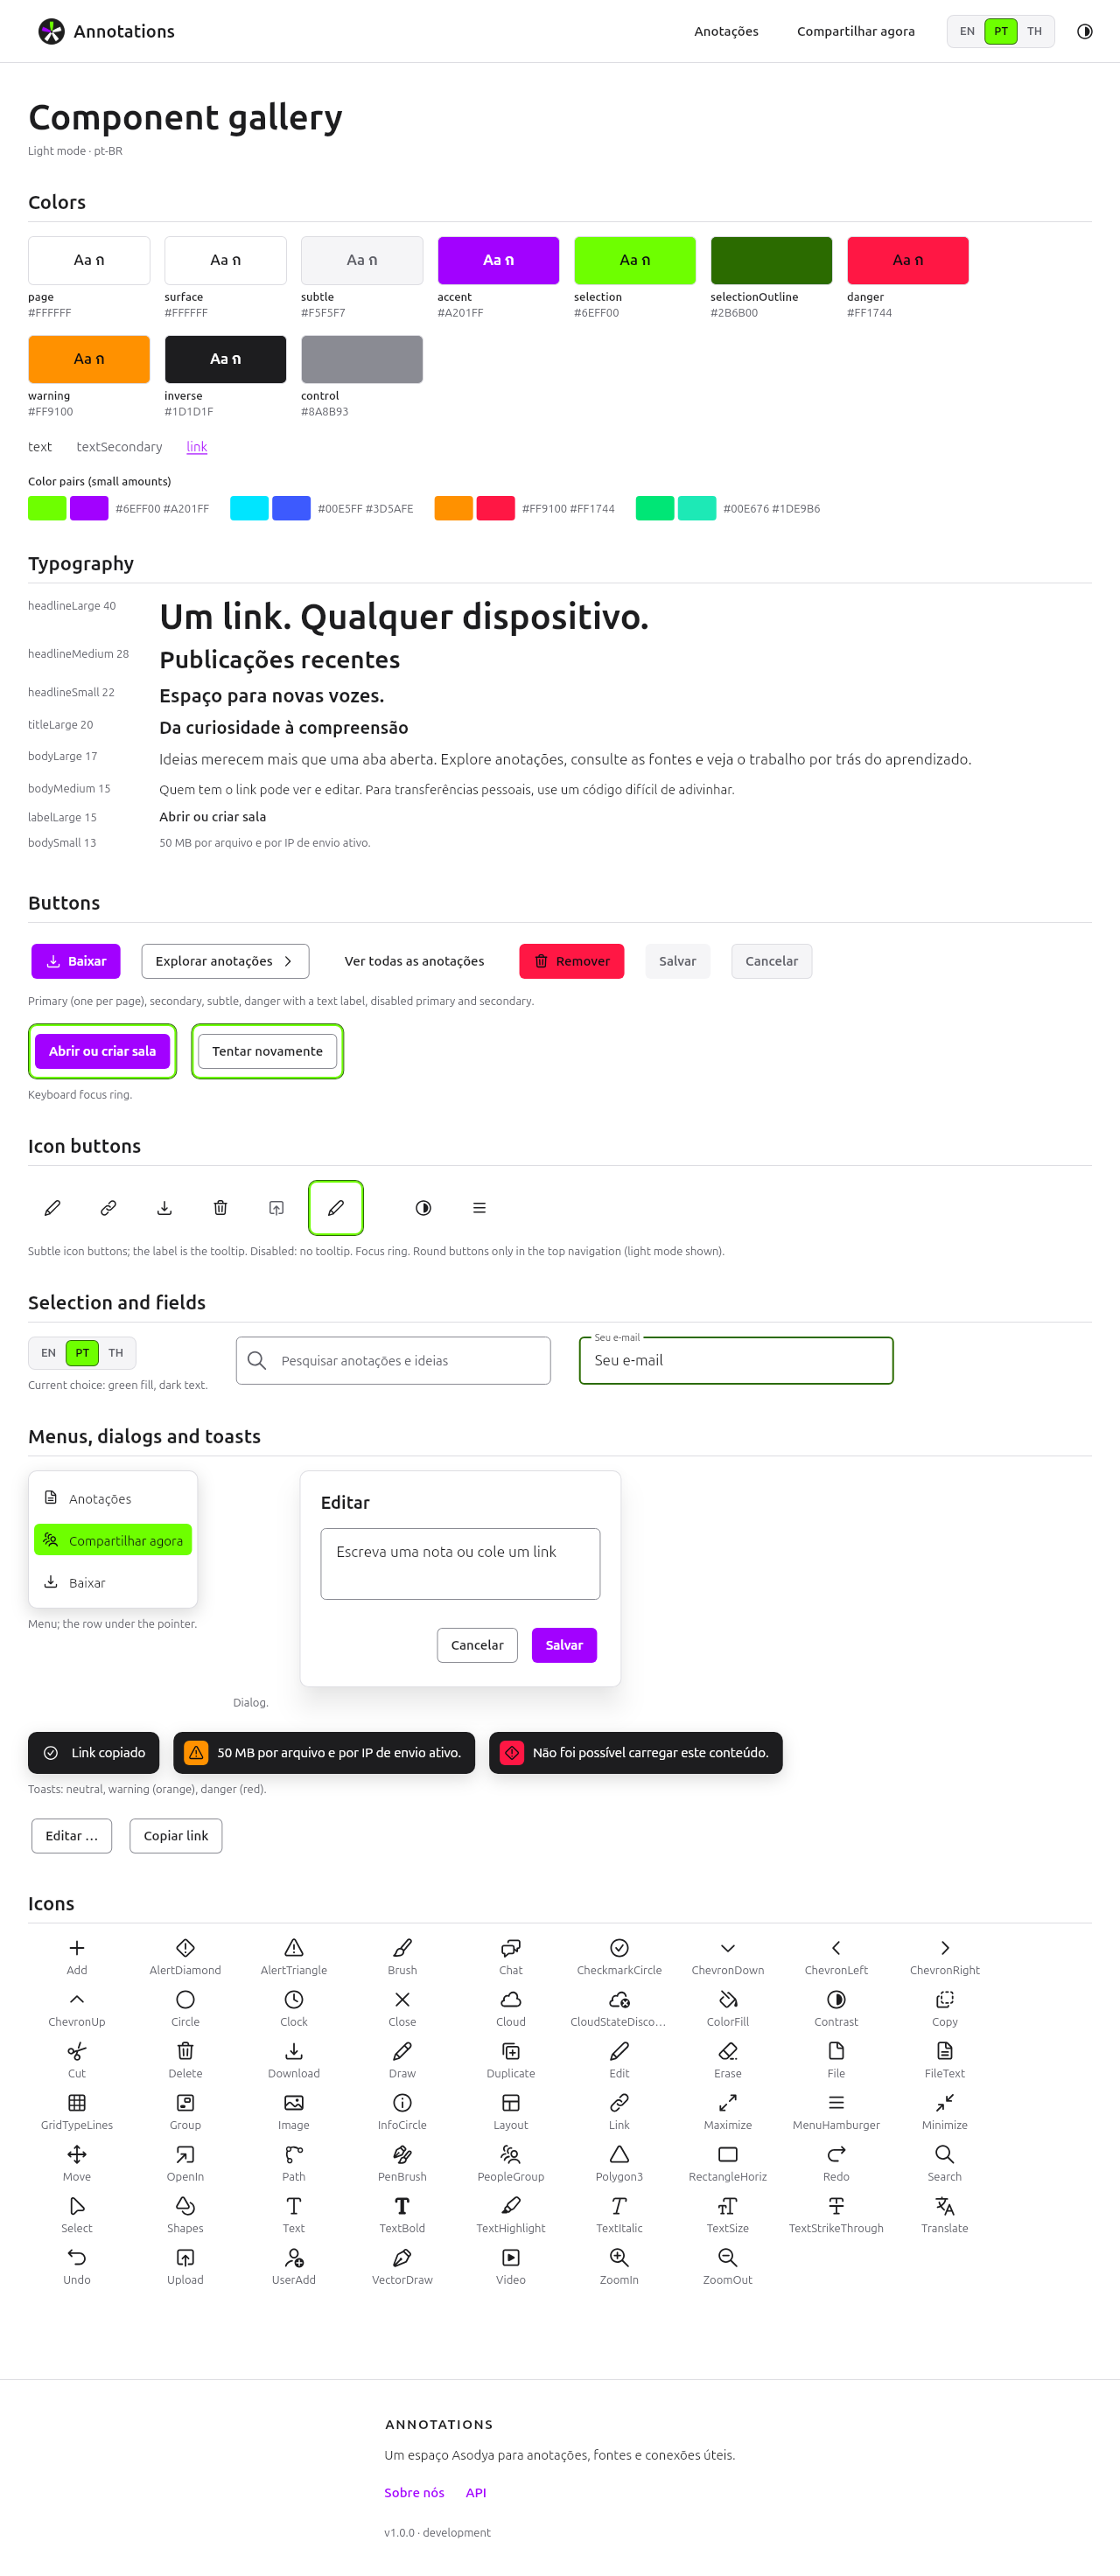 Annotations
Anotações
Compartilhar agora
EN PT TH
Component gallery
Light mode · pt-BR
Colors
Aa ก Aa ก Aa ก Aa ก Aa ก Aa ก
page surface subtle accent selection selectionOutline danger
#FFFFFF #FFFFFF #F5F5F7 #A201FF #6EFF00 #2B6B00 #FF1744
Aa ก Aa ก
warning inverse control
#FF9100 #1D1D1F #8A8B93
text textSecondary link
Color pairs (small amounts)
#6EFF00 #A201FF #00E5FF #3D5AFE #FF9100 #FF1744 #00E676 #1DE9B6
Typography
headlineLarge 40 Um link. Qualquer dispositivo.
headlineMedium 28 Publicações recentes
headlineSmall 22 Espaço para novas vozes.
titleLarge 20 Da curiosidade à compreensão
bodyLarge 17 Ideias merecem mais que uma aba aberta. Explore anotações, consulte as fontes e veja o trabalho por trás do aprendizado.
bodyMedium 15 Quem tem o link pode ver e editar. Para transferências pessoais, use um código difícil de adivinhar.
labelLarge 15 Abrir ou criar sala
bodySmall 13 50 MB por arquivo e por IP de envio ativo.
Buttons
Baixar Explorar anotações Ver todas as anotações Remover Salvar Cancelar
Primary (one per page), secondary, subtle, danger with a text label, disabled primary and secondary.
Abrir ou criar sala Tentar novamente
Keyboard focus ring.
Icon buttons
Subtle icon buttons; the label is the tooltip. Disabled: no tooltip. Focus ring. Round buttons only in the top navigation (light mode shown).
Selection and fields
EN PT TH
Pesquisar anotações e ideias
Seu e-mail
Seu e-mail
Current choice: green fill, dark text.
Menus, dialogs and toasts
Anotações
Compartilhar agora
Baixar
Menu; the row under the pointer.
Editar
Escreva uma nota ou cole um link
Cancelar Salvar
Dialog.
Link copiado
50 MB por arquivo e por IP de envio ativo.
Não foi possível carregar este conteúdo.
Toasts: neutral, warning (orange), danger (red).
Editar ... Copiar link
Icons
Add AlertDiamond AlertTriangle Brush Chat CheckmarkCircle ChevronDown ChevronLeft ChevronRight
ChevronUp Circle Clock Close Cloud CloudStateDisco... ColorFill Contrast Copy
Cut Delete Download Draw Duplicate Edit Erase File FileText
GridTypeLines Group Image InfoCircle Layout Link Maximize MenuHamburger Minimize
Move OpenIn Path PenBrush PeopleGroup Polygon3 RectangleHoriz Redo Search
Select Shapes Text TextBold TextHighlight TextItalic TextSize TextStrikeThrough Translate
Undo Upload UserAdd VectorDraw Video ZoomIn ZoomOut
ANNOTATIONS
Um espaço Asodya para anotações, fontes e conexões úteis.
Sobre nós API
v1.0.0 · development